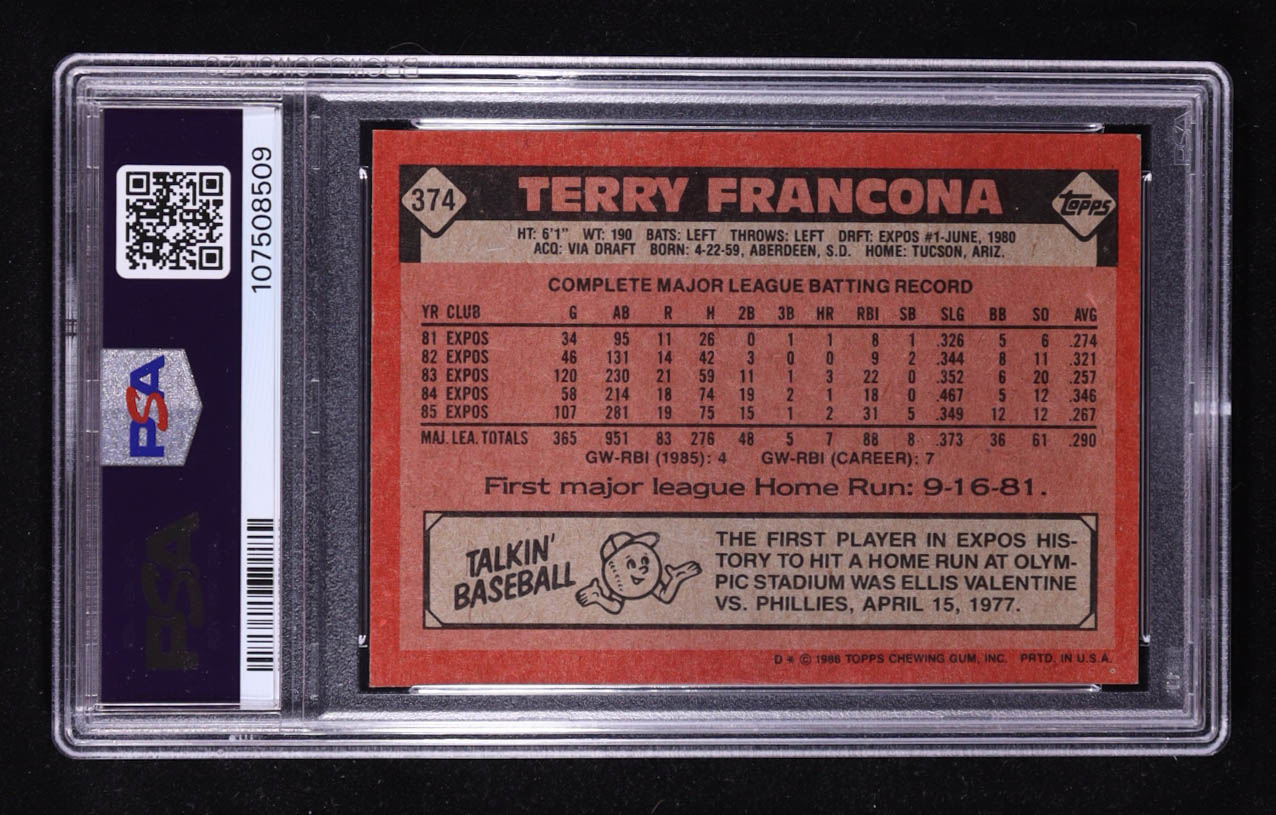 107508509
PSA
PSA
374 TERRY FRANCONA Topps
HT: 6'1" WT: 190 BATS: LEFT THROWS: LEFT DRFT: EXPOS #1-JUNE, 1980
ACQ: VIA DRAFT BORN: 4-22-59, ABERDEEN, S.D. HOME: TUCSON, ARIZ.
COMPLETE MAJOR LEAGUE BATTING RECORD
YR CLUB G AB R H 2B 3B HR RBI SB SLG BB SO AVG
81 EXPOS 34 95 11 26 0 1 1 8 1 .326 5 6 .274
82 EXPOS 46 131 14 42 3 0 0 9 2 .344 8 11 .321
83 EXPOS 120 230 21 59 11 1 3 22 0 .352 6 20 .257
84 EXPOS 58 214 18 74 19 2 1 18 0 .467 5 12 .346
85 EXPOS 107 281 19 75 15 1 2 31 5 .349 12 12 .267
MAJ. LEA. TOTALS 365 951 83 276 48 5 7 88 8 .373 36 61 .290
GW-RBI (1985): 4 GW-RBI (CAREER): 7
First major league Home Run: 9-16-81.
TALKIN'
BASEBALL
THE FIRST PLAYER IN EXPOS HIS-
TORY TO HIT A HOME RUN AT OLYM-
PIC STADIUM WAS ELLIS VALENTINE
VS. PHILLIES, APRIL 15, 1977.
D * © 1986 TOPPS CHEWING GUM, INC. PRTD. IN U.S.A.